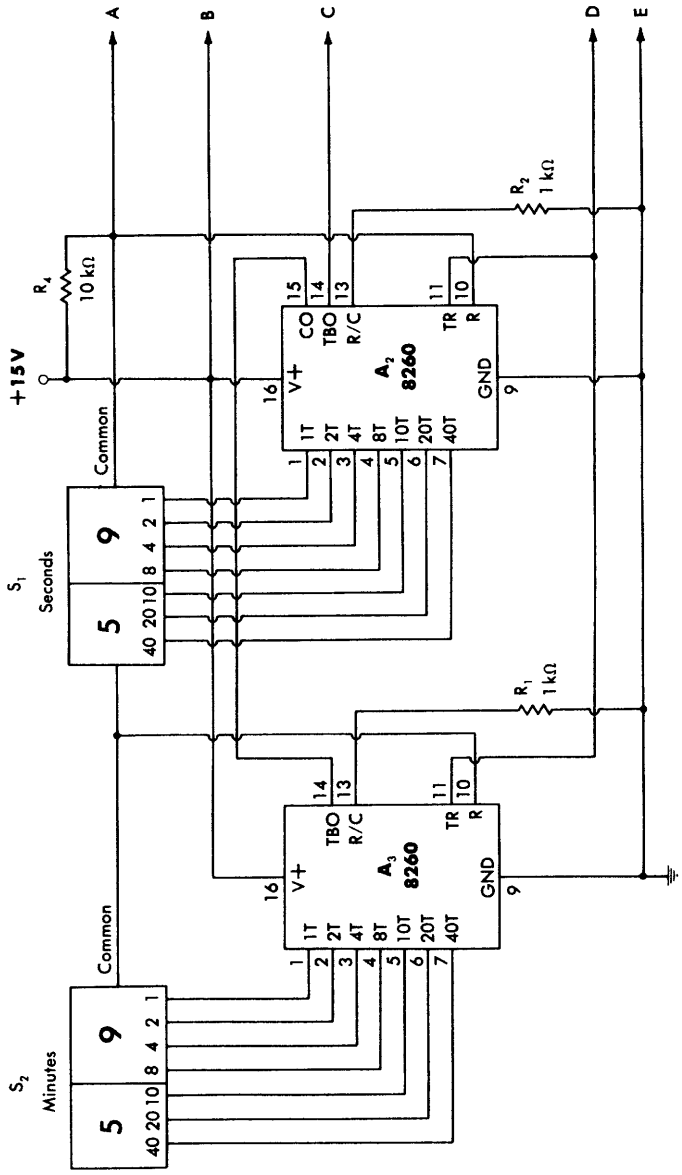 S2
Minutes
5 9
40 20 10 8 4 2 1
Common
S1
Seconds
5 9
40 20 10 8 4 2 1
Common
+15V
R4
10 kΩ
A
B
C
D
E
16
V+
1 1T
2 2T
3 4T
4 8T
5 10T
6 20T
7 40T
A3
8260
TBO 14
R/C 13
TR 11
R 10
GND
9
R1
1 kΩ
16
V+
1 1T
2 2T
3 4T
4 8T
5 10T
6 20T
7 40T
A2
8260
CO 15
TBO 14
R/C 13
TR 11
R 10
GND
9
R2
1 kΩ